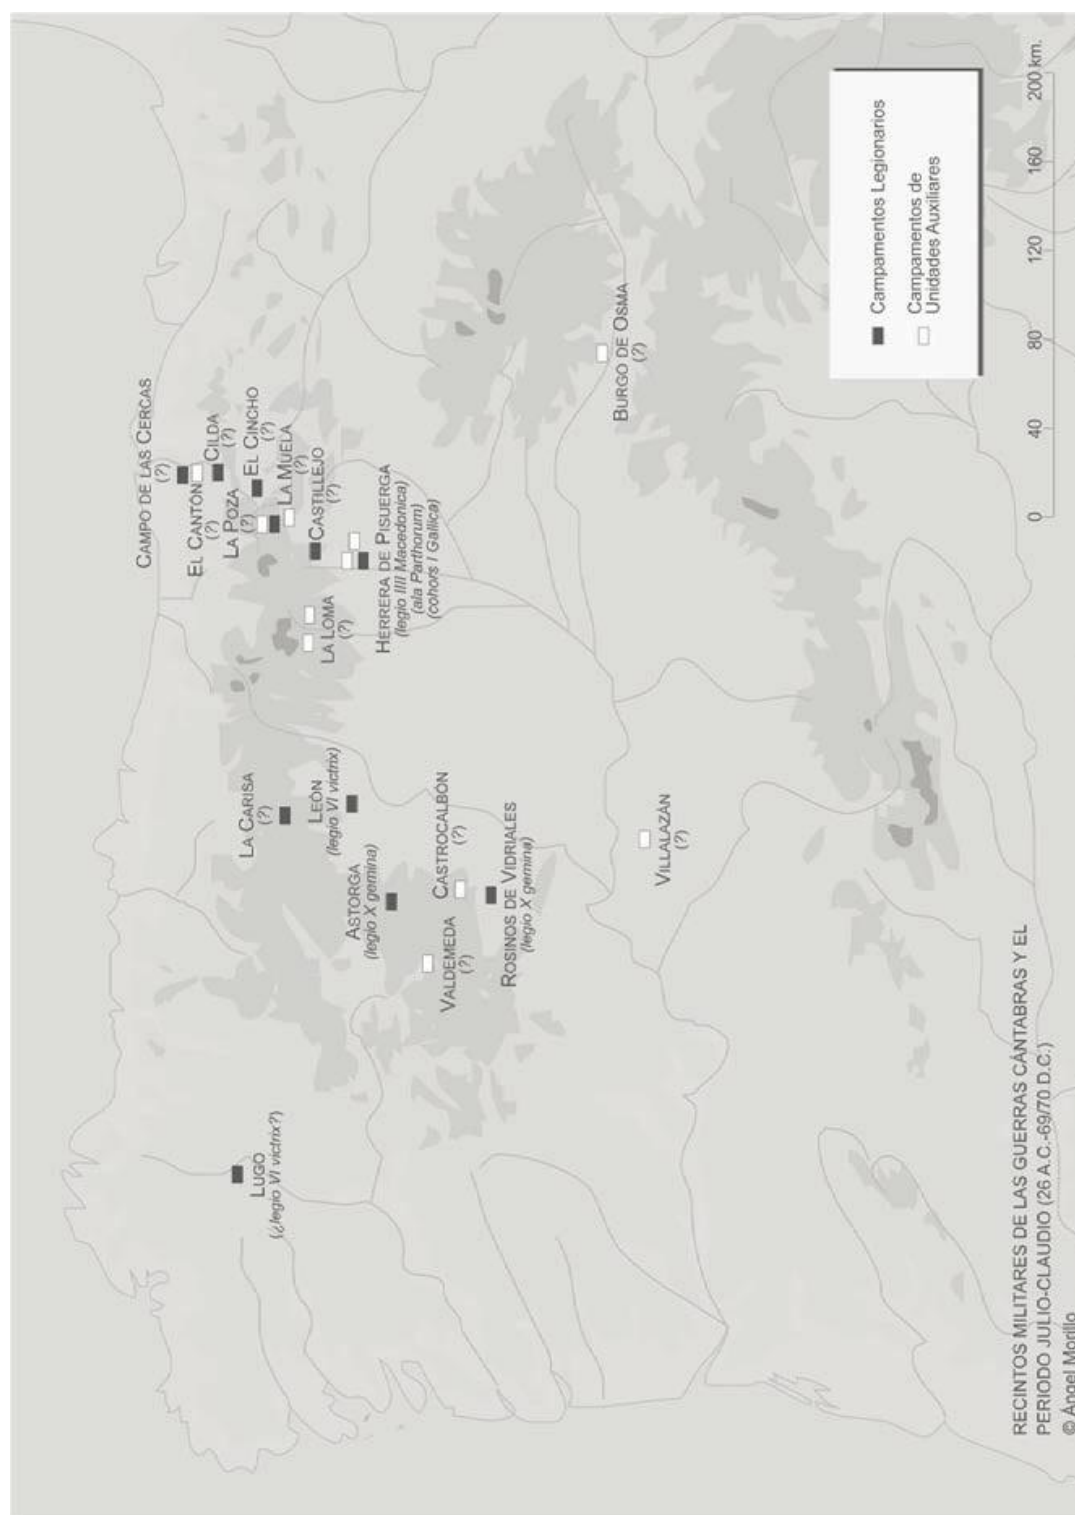 CAMPO DE LAS CERCAS
(?)
EL CANTÓN
(?)
CILDA
(?)
LA POZA
(?)
EL CINCHO
(?)
LA MUELA
(?)
CASTILLEJO
(?)
HERRERA DE PISUERGA
(legio IIII Macedonica)
(ala Parthorum)
(cohors I Gallica)
LA LOMA
(?)
LA CARISA
(?)
LEÓN
(legio VI victrix)
ASTORGA
(legio X gemina)
CASTROCALBÓN
(?)
VALDEMEDA
(?)
ROSINOS DE VIDRIALES
(legio X gemina)
LUGO
(¿legio VI victrix?)
VILLALAZÁN
(?)
BURGO DE OSMA
(?)
Campamentos Legionarios
Campamentos de
Unidades Auxiliares
0 40 80 120 160 200 km.
RECINTOS MILITARES DE LAS GUERRAS CÁNTABRAS Y EL
PERIODO JULIO-CLAUDIO (26 A.C.-69/70 D.C.)
© Ángel Morillo